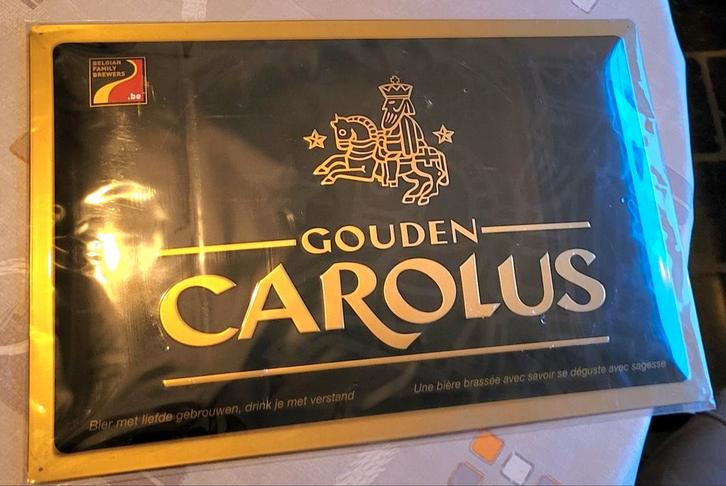 BELGIAN
FAMILY
BREWERS
.be
GOUDEN
CAROLUS
Bier met liefde gebrouwen, drink je met verstand
Une bière brassée avec savoir se déguste avec sagesse